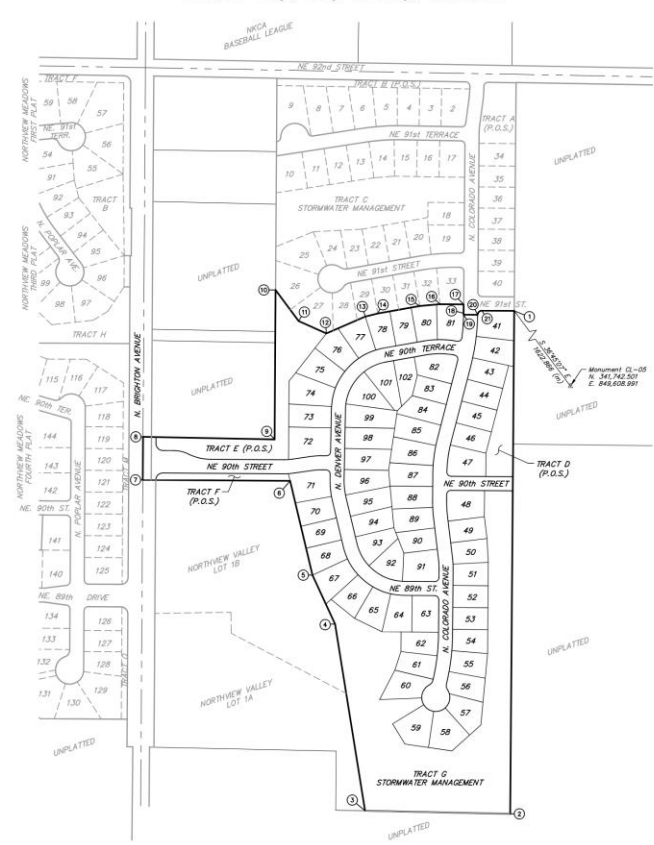 NKCA
BASEBALL LEAGUE
NE 92nd STREET
TRACT F
TRACT B (P.O.S.)
NORTHVIEW MEADOWS
FIRST PLAT
59
58
57
9
8
7
6
5
4
3
2
TRACT A
(P.O.S.)
NE. 91st
TERR.
56
NE 91st TERRACE
54
55
10
11
12
13
14
15
16
17
34
UNPLATTED
91
35
92
TRACT
B
TRACT C
STORMWATER MANAGEMENT
N. COLORADO AVENUE
36
93
18
37
N. POPLAR AVE.
94
19
38
NORTHVIEW MEADOWS
THIRD PLAT
95
25
24
23
22
21
20
39
96
NE 91st STREET
40
99
98
97
26
27
28
29
30
31
32
33
UNPLATTED
NE 91st ST.
TRACT H
10
11
12
13
14
15
16
17
18
19
20
21
1
41
S 36°45'07" E
1622.866 (m)
Monument CL-05
N. 341,742.501
E. 849,608.991
76
77
78
79
80
81
42
NE 90th TERRACE
N. BRIGHTON AVENUE
75
82
43
115
116
117
UNPLATTED
74
100
101
102
83
44
UNPLATTED
NE. 90th TER.
118
73
99
84
45
144
119
8
9
72
98
85
46
TRACT E (P.O.S.)
N. DENVER AVENUE
NORTHVIEW MEADOWS
FOURTH PLAT
143
120
TRACT M
NE 90th STREET
97
86
47
TRACT D
(P.O.S.)
142
121
7
6
71
96
87
NE 90th STREET
TRACT F
(P.O.S.)
N. POPLAR AVENUE
122
70
95
88
48
NE. 90th ST.
123
69
94
89
49
141
124
NORTHVIEW VALLEY
LOT 1B
68
93
90
50
140
125
5
67
92
91
51
NE. 89th DRIVE
NE 89th ST.
66
65
64
63
52
134
126
4
53
133
127
N. COLORADO AVENUE
62
54
UNPLATTED
132
128
TRACT O
61
55
131
130
129
NORTHVIEW VALLEY
LOT 1A
60
56
57
59
58
UNPLATTED
TRACT G
STORMWATER MANAGEMENT
3
2
UNPLATTED